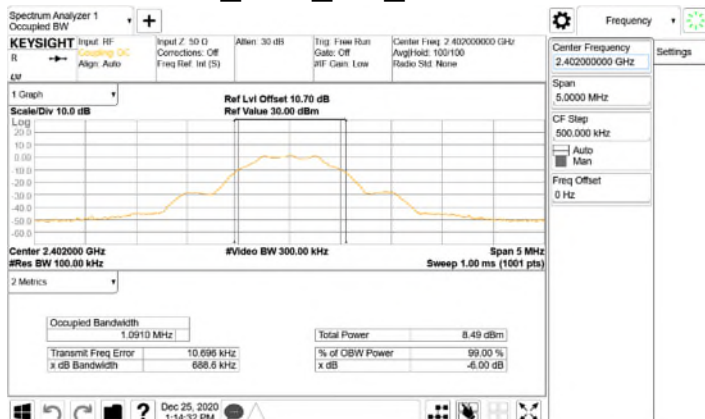 Spectrum Analyzer 1
Occupied BW
Frequency
KEYSIGHT
Input: RF
Coupling: DC
Align: Auto
Input Z: 50 Ω
Corrections: Off
Freq Ref: Int (S)
Atten: 30 dB
Trig: Free Run
Gate: Off
#IF Gain: Low
Center Freq: 2.402000000 GHz
Avg|Hold: 100/100
Radio Std: None
R
LXI
Center Frequency
2.402000000 GHz
Settings
Span
5.0000 MHz
CF Step
500.000 kHz
Auto
Man
Freq Offset
0 Hz
1 Graph
Scale/Div 10.0 dB
Ref Lvl Offset 10.70 dB
Ref Value 30.00 dBm
Log
20.0
10.0
0.00
-10.0
-20.0
-30.0
-40.0
-50.0
-60.0
Center 2.402000 GHz
#Video BW 300.00 kHz
Span 5 MHz
#Res BW 100.00 kHz
Sweep 1.00 ms (1001 pts)
2 Metrics
Occupied Bandwidth
1.0910 MHz
Total Power 8.49 dBm
Transmit Freq Error 10.696 kHz
% of OBW Power 99.00 %
x dB Bandwidth 688.6 kHz
x dB -6.00 dB
?
Dec 25, 2020
1:14:32 PM